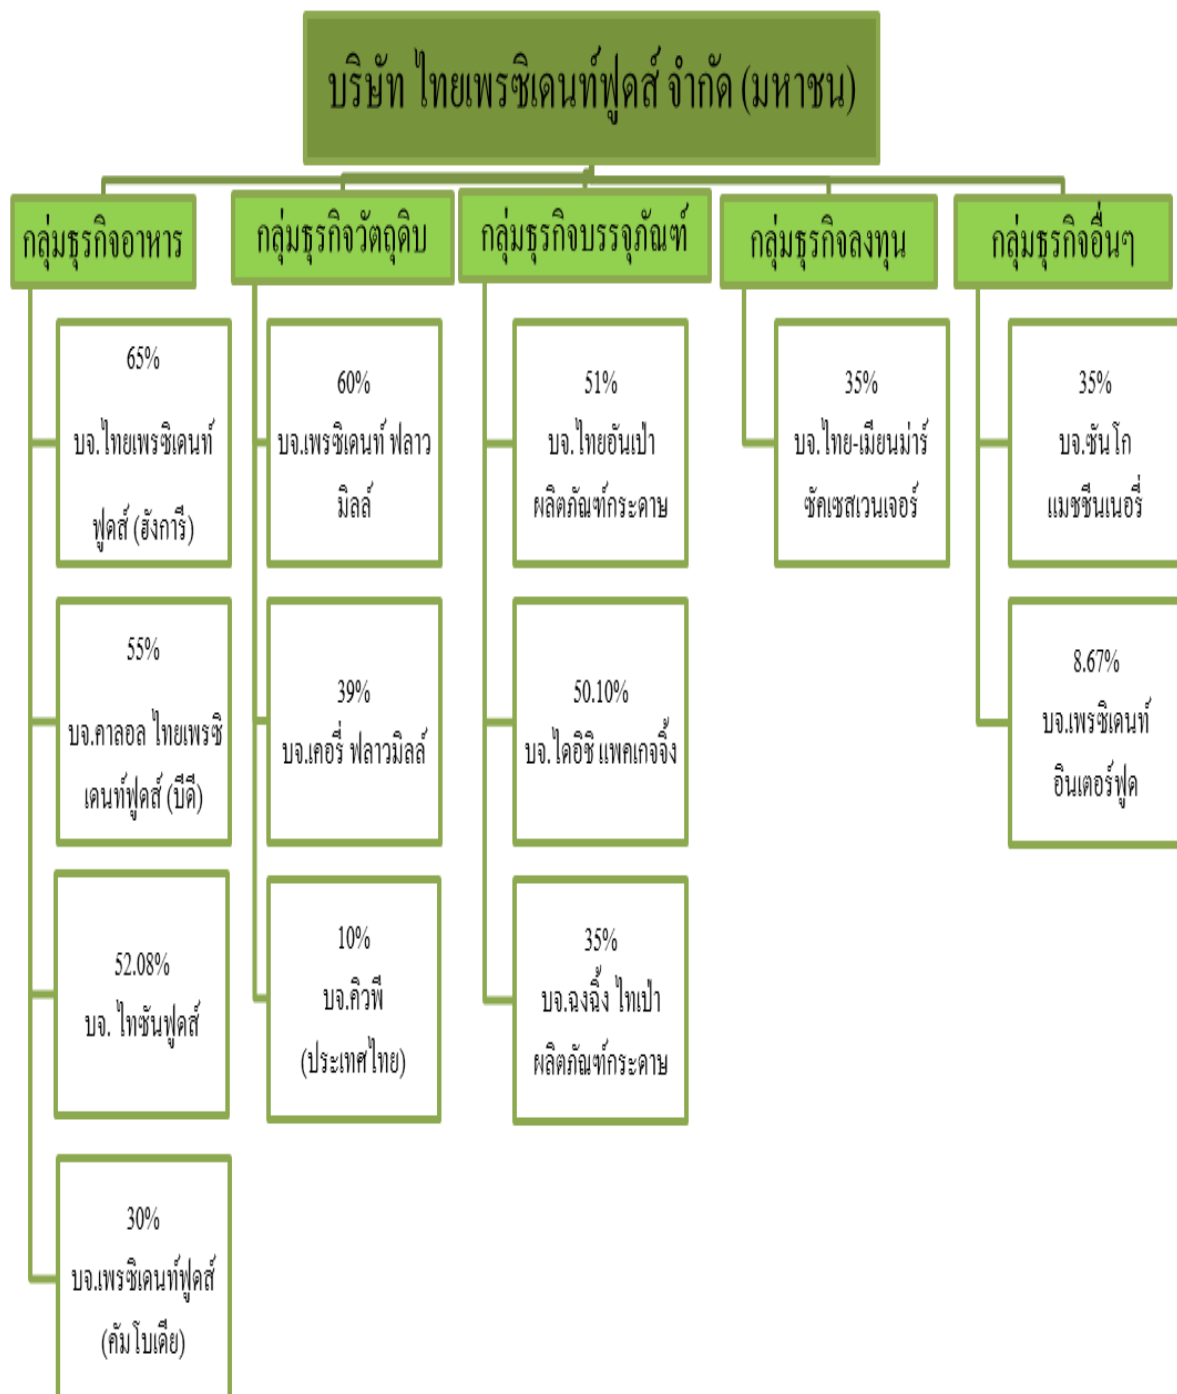 บริษัท ไทยเพรซิเดนท์ฟูดส์ จำกัด (มหาชน)
กลุ่มธุรกิจอาหาร
65%
บจ.ไทยเพรซิเดนท์
ฟูดส์ (ฮังการี)
55%
บจ.คาลอล ไทยเพรซิ
เดนท์ฟูดส์ (บีดี)
52.08%
บจ. ไทซันฟูดส์
30%
บจ.เพรซิเดนท์ฟูดส์
(คัมโบเดีย)
กลุ่มธุรกิจวัตถุดิบ
60%
บจ.เพรซิเดนท์ ฟลาว
มิลล์
39%
บจ.เคอรี่ ฟลาวมิลล์
10%
บจ.คิวพี
(ประเทศไทย)
กลุ่มธุรกิจบรรจุภัณฑ์
51%
บจ.ไทยอันเป่า
ผลิตภัณฑ์กระดาษ
50.10%
บจ.ไดอิชิ แพคเกจจิ้ง
35%
บจ.ฉงฉิ้ง ไทเป่า
ผลิตภัณฑ์กระดาษ
กลุ่มธุรกิจลงทุน
35%
บจ.ไทย-เมียนม่าร์
ซัคเซสเวนเจอร์
กลุ่มธุรกิจอื่นๆ
35%
บจ.ซันโก
แมชชีนเนอรี่
8.67%
บจ.เพรซิเดนท์
อินเตอร์ฟูด